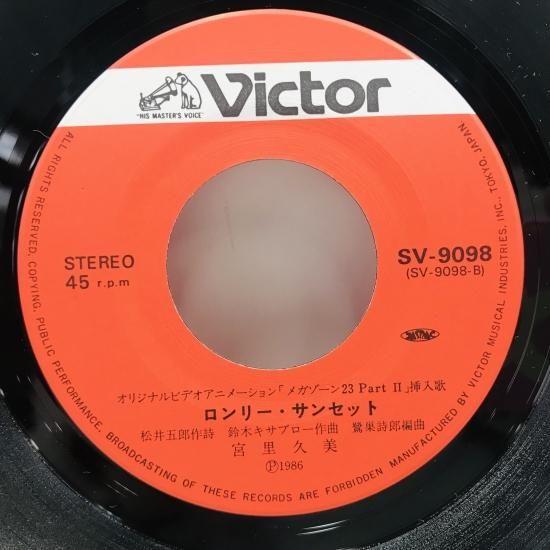 Victor
"HIS MASTER'S VOICE"
STEREO
45 r.p.m
SV-9098
(SV-9098-B)
オリジナルビデオアニメーション「メガゾーン23 Part II」挿入歌
ロンリー・サンセット
松井五郎作詩 鈴木キサブロー作曲 鷺巣詩郎編曲
宮里久美
Ⓟ1986
ALL RIGHTS RESERVED. COPYING, PUBLIC PERFORMANCE, BROADCASTING OF THESE RECORDS ARE FORBIDDEN MANUFACTURED BY VICTOR MUSICAL INDUSTRIES, INC., TOKYO, JAPAN